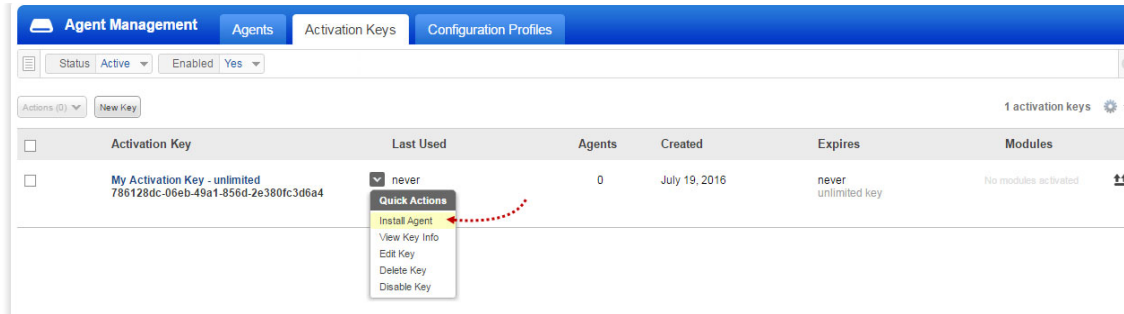 Agent Management Agents Activation Keys Configuration Profiles
Status Active Enabled Yes
Actions (0) New Key 1 activation keys
Activation Key Last Used Agents Created Expires Modules
My Activation Key - unlimited never 0 July 19, 2016 never No modules activated
786128dc-06eb-49a1-856d-2e380fc3d6a4 unlimited key
Quick Actions
Install Agent
View Key Info
Edit Key
Delete Key
Disable Key